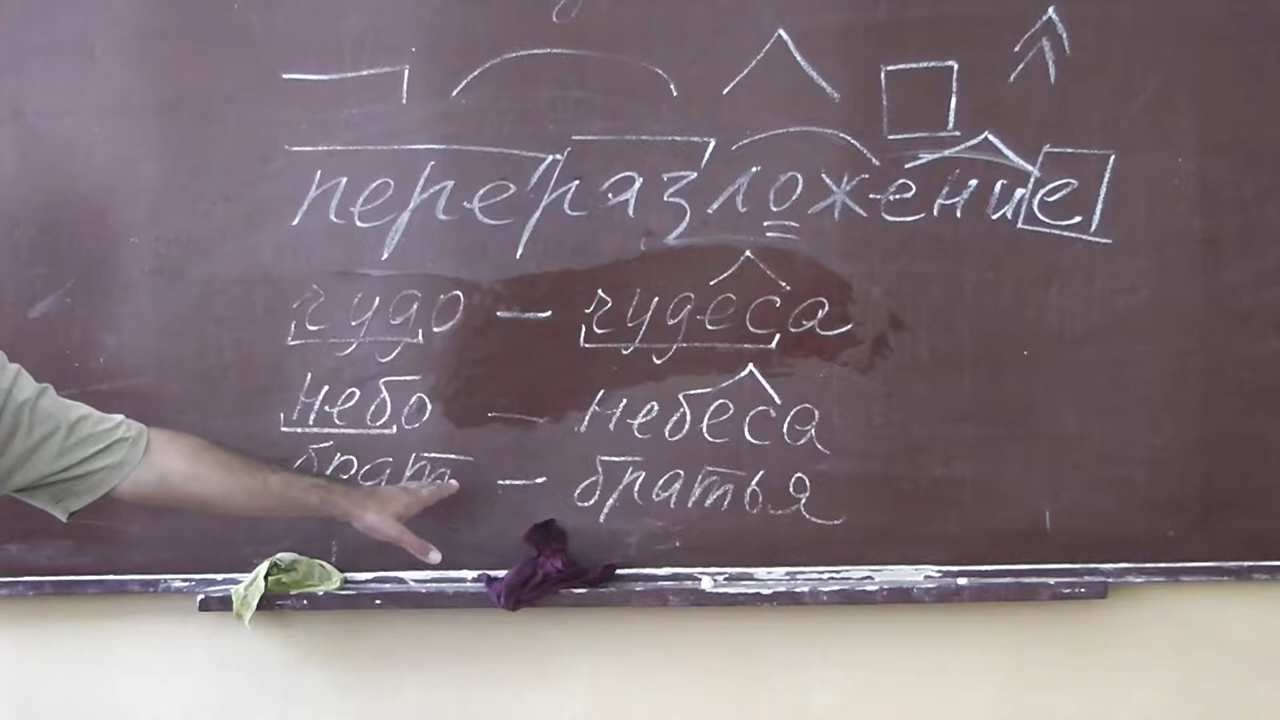 переразложение
чудо – чудеса
небо – небеса
брат – братья